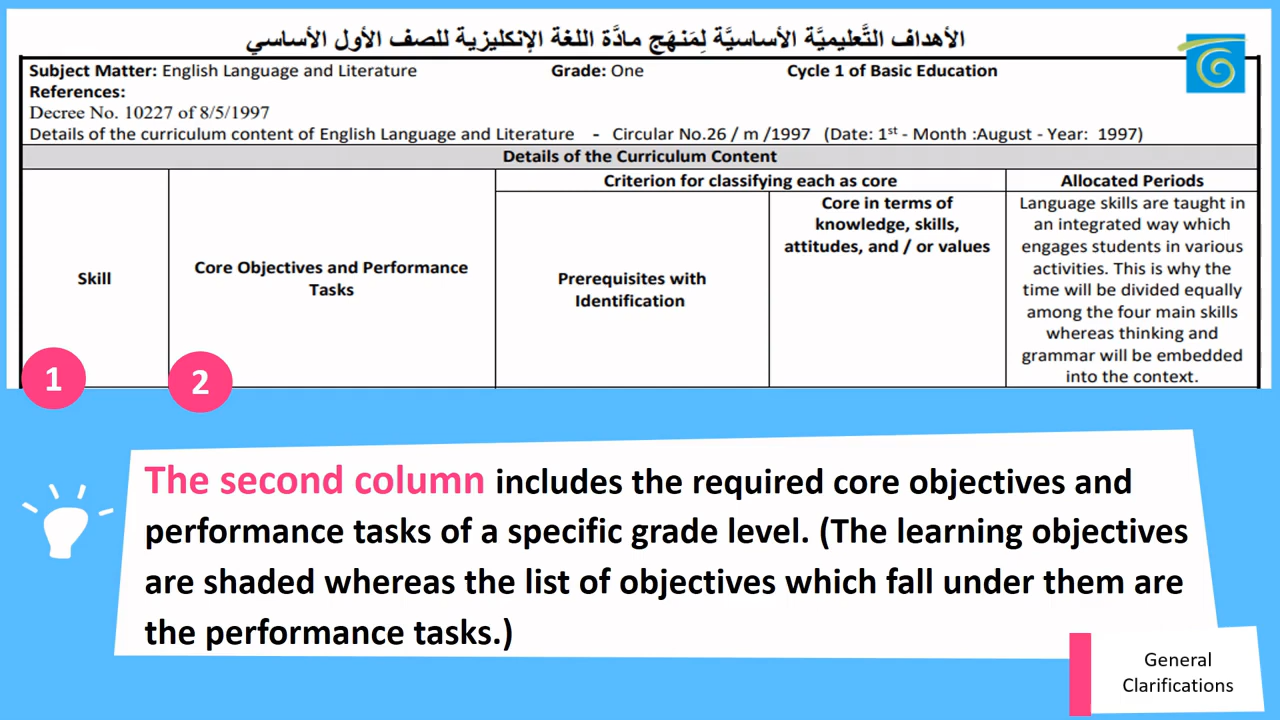 الأهداف التَّعليميَّة الأساسيَّة لِمَنهَج مادَّة اللغة الإنكليزية للصف الأول الأساسي
Subject Matter: English Language and Literature Grade: One Cycle 1 of Basic Education
References:
Decree No. 10227 of 8/5/1997
Details of the curriculum content of English Language and Literature - Circular No.26 / m /1997 (Date: 1st - Month :August - Year: 1997)
Details of the Curriculum Content
Skill
Core Objectives and Performance
Tasks
Criterion for classifying each as core
Prerequisites with
Identification
Core in terms of
knowledge, skills,
attitudes, and / or values
Allocated Periods
Language skills are taught in
an integrated way which
engages students in various
activities. This is why the
time will be divided equally
among the four main skills
whereas thinking and
grammar will be embedded
into the context.
1
2
The second column includes the required core objectives and
performance tasks of a specific grade level. (The learning objectives
are shaded whereas the list of objectives which fall under them are
the performance tasks.)
General
Clarifications